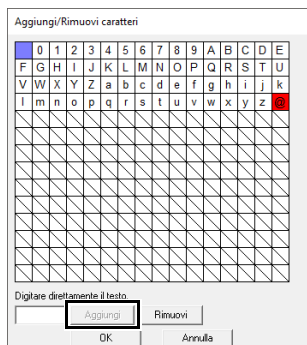 Aggiungi/Rimuovi caratteri
0 1 2 3 4 5 6 7 8 9 A B C D E
F G H I J K L M N O P Q R S T U
V W X Y Z a b c d e f g h i j k
l m n o p q r s t u v w x y z @
Digitare direttamente il testo
Aggiungi Rimuovi
OK Annulla